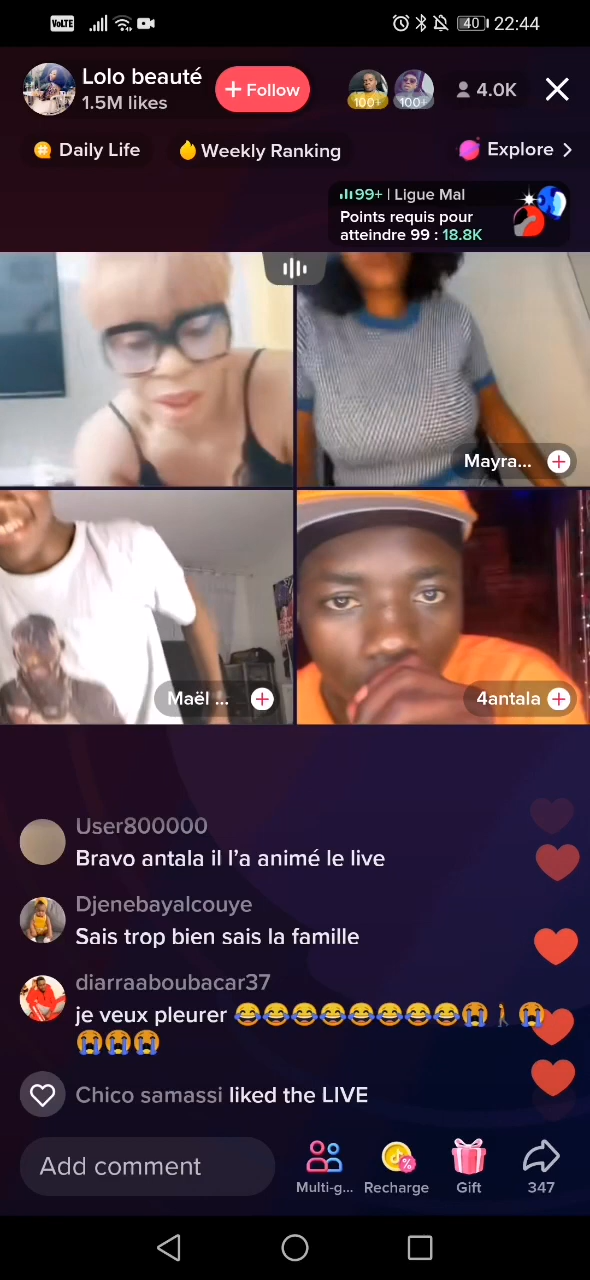 VoLTE 40 22:44
Lolo beauté
1.5M likes
+ Follow
100+ 100+
4.0K
Daily Life
Weekly Ranking
Explore >
99+ | Ligue Mal
Points requis pour
atteindre 99 : 18.8K
Mayra...
Maël ...
4antala
User800000
Bravo antala il l’a animé le live
Djenebayalcouye
Sais trop bien sais la famille
diarraaboubacar37
je veux pleurer 😂😂😂😂😂😂😂😂😭🚶😭
😭😭😭
Chico samassi liked the LIVE
Add comment
Multi-g...
Recharge
Gift
347